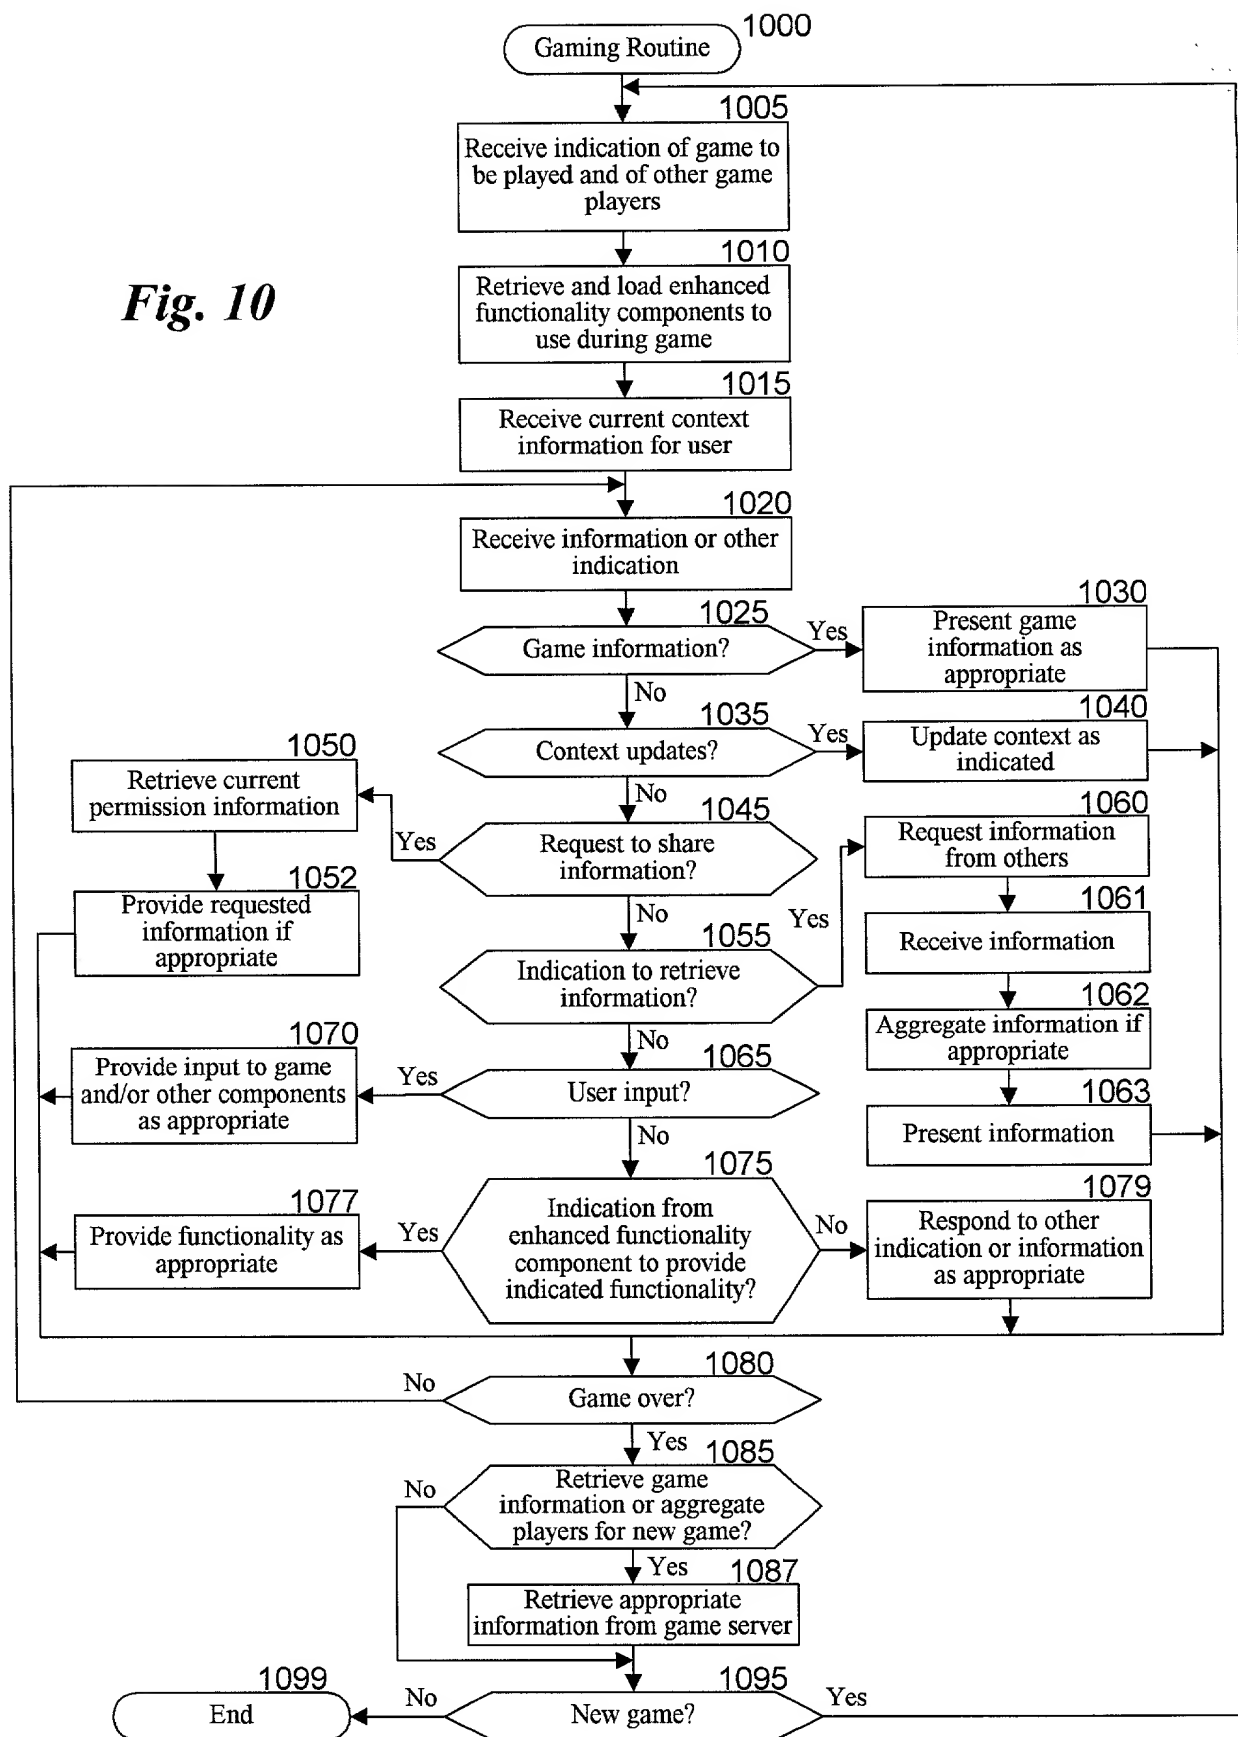 1000
Gaming Routine
1005
Receive indication of game to
be played and of other game
players
1010
Retrieve and load enhanced
functionality components to
use during game
Fig. 10
1015
Receive current context
information for user
1020
Receive information or other
indication
1025
Game information?
Yes
No
1030
Present game
information as
appropriate
1035
Context updates?
Yes
No
1040
Update context as
indicated
1045
Request to share
information?
Yes
No
1050
Retrieve current
permission information
1052
Provide requested
information if
appropriate
1055
Indication to retrieve
information?
Yes
No
1060
Request information
from others
1061
Receive information
1062
Aggregate information if
appropriate
1063
Present information
1065
User input?
Yes
No
1070
Provide input to game
and/or other components
as appropriate
1075
Indication from
enhanced functionality
component to provide
indicated functionality?
Yes
No
1077
Provide functionality as
appropriate
1079
Respond to other
indication or information
as appropriate
1080
Game over?
No
Yes
1085
Retrieve game
information or aggregate
players for new game?
No
Yes
1087
Retrieve appropriate
information from game server
1095
New game?
No
Yes
1099
End